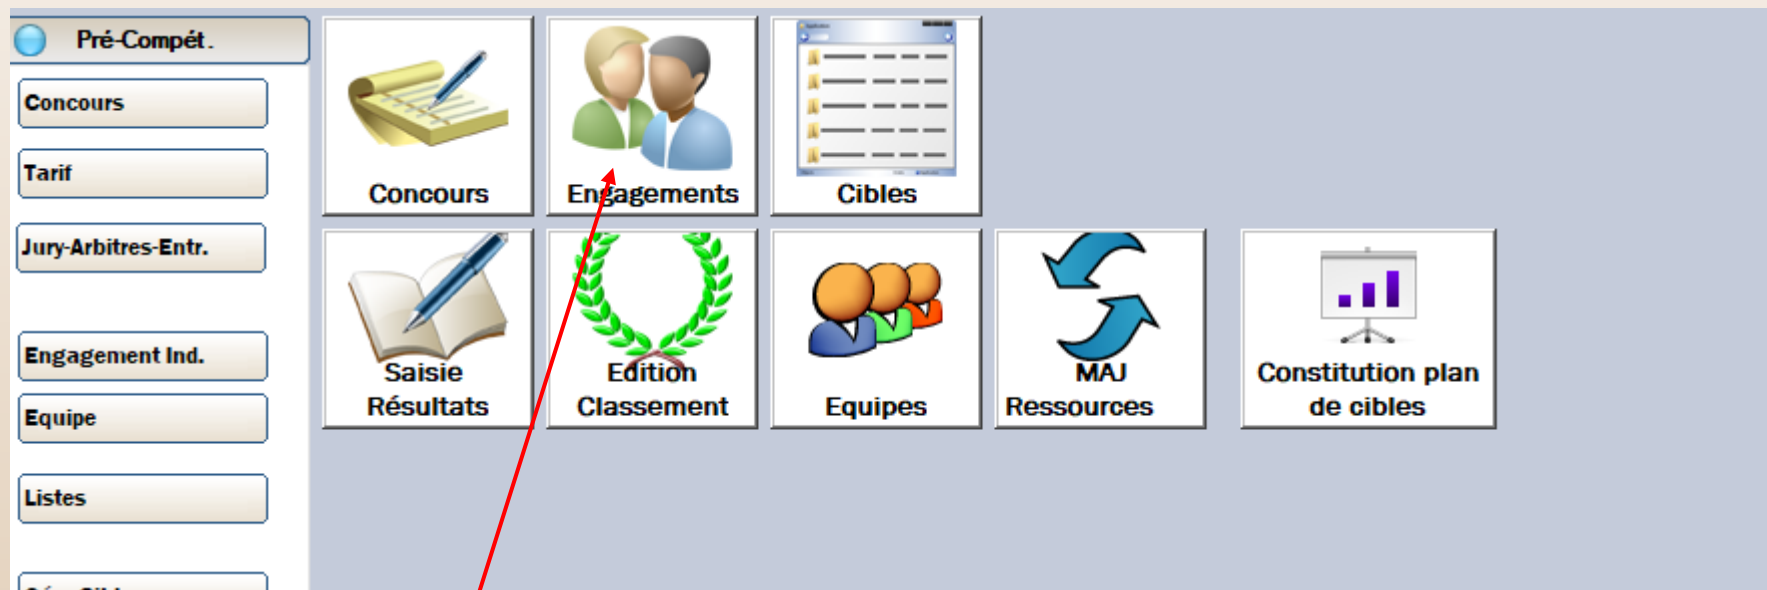 Pré-Compét.
Concours
Tarif
Jury-Arbitres-Entr.
Engagement Ind.
Equipe
Listes
Concours
Engagements
Cibles
Saisie
Résultats
Edition
Classement
Equipes
MAJ
Ressources
Constitution plan
de cibles